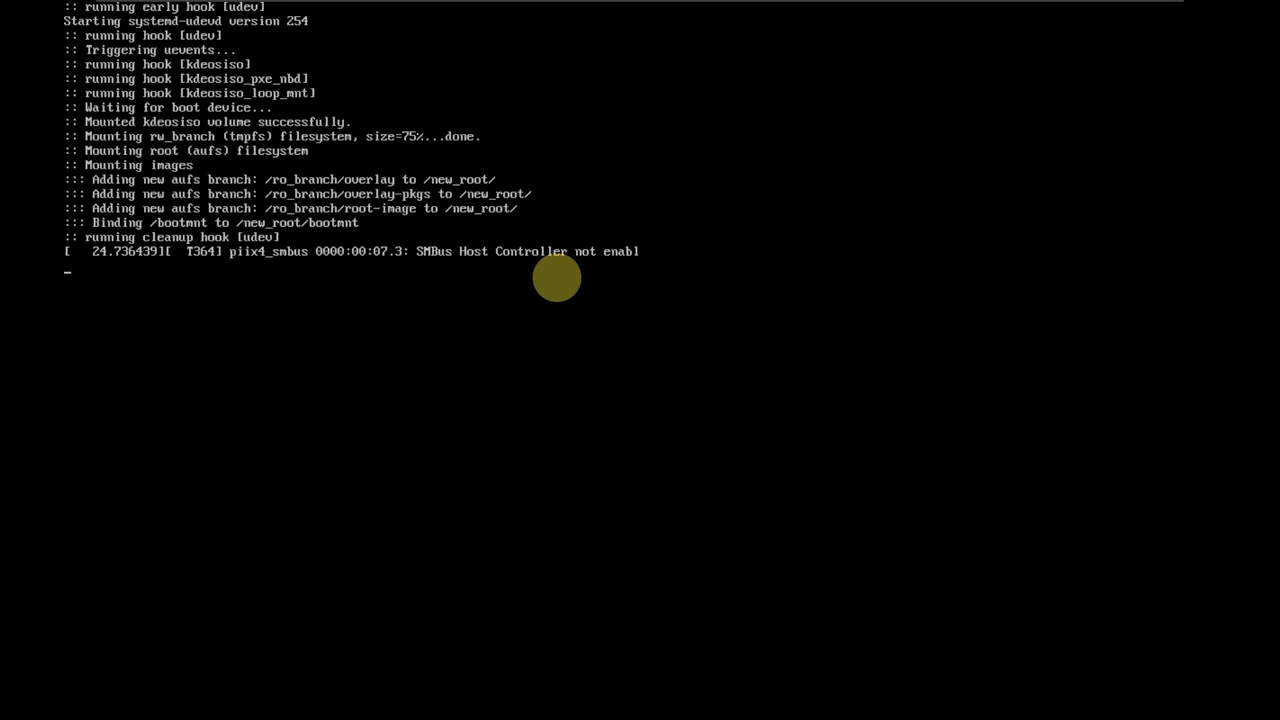 :: running early hook [udev]
Starting systemd-udevd version 254
:: running hook [udev]
:: Triggering uevents...
:: running hook [kdeosiso]
:: running hook [kdeosiso_pxe_nbd]
:: running hook [kdeosiso_loop_mnt]
:: Waiting for boot device...
:: Mounted kdeosiso volume successfully.
:: Mounting rw_branch (tmpfs) filesystem, size=75%...done.
:: Mounting root (aufs) filesystem
:: Mounting images
::: Adding new aufs branch: /ro_branch/overlay to /new_root/
::: Adding new aufs branch: /ro_branch/overlay-pkgs to /new_root/
::: Adding new aufs branch: /ro_branch/root-image to /new_root/
::: Binding /bootmnt to /new_root/bootmnt
:: running cleanup hook [udev]
[   24.736439][  T364] piix4_smbus 0000:00:07.3: SMBus Host Controller not enabl